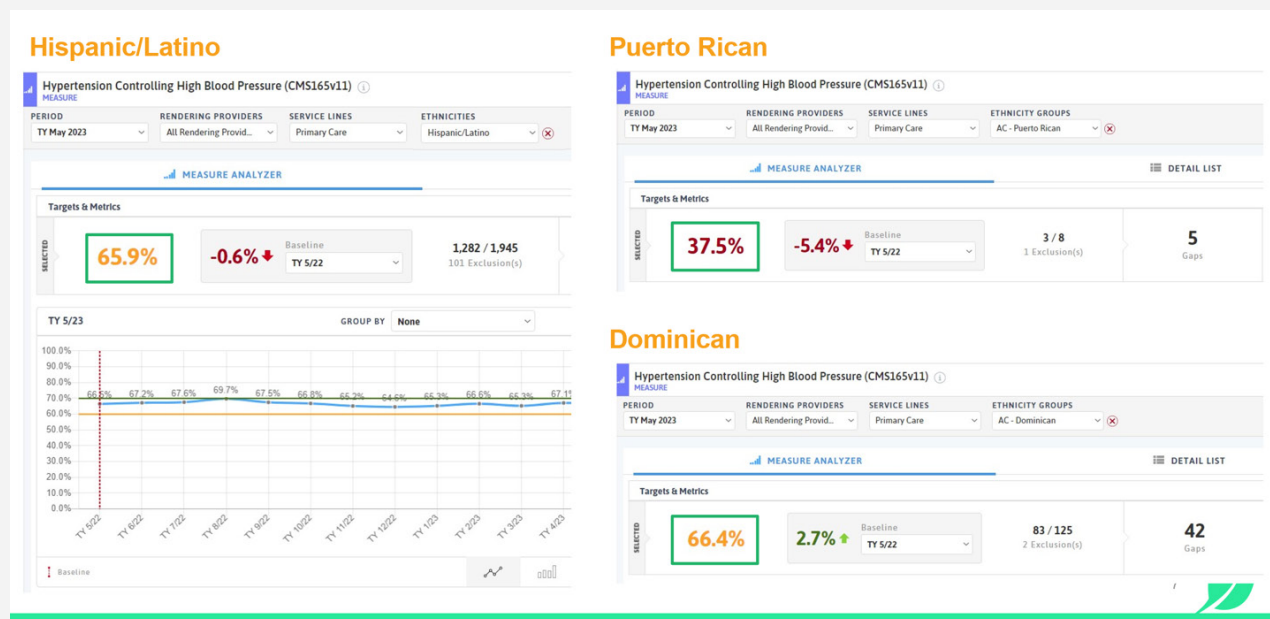 Hispanic/Latino
Hypertension Controlling High Blood Pressure (CMS165v11)
MEASURE
PERIOD RENDERING PROVIDERS SERVICE LINES ETHNICITIES
TY May 2023 All Rendering Provid... Primary Care Hispanic/Latino
MEASURE ANALYZER
Targets & Metrics
SELECTED
65.9%
-0.6%
Baseline
TY 5/22
1,282 / 1,945
101 Exclusion(s)
TY 5/23
GROUP BY None
100.0%
90.0%
80.0%
70.0%
60.0%
50.0%
40.0%
30.0%
20.0%
10.0%
0.0%
66.5% 67.2% 67.6% 69.7% 67.5% 66.8% 65.2% 64.5% 65.3% 66.6% 65.3% 67.1%
TY 5/22 TY 6/22 TY 7/22 TY 8/22 TY 9/22 TY 10/22 TY 11/22 TY 12/22 TY 1/23 TY 2/23 TY 3/23 TY 4/23
Baseline
Puerto Rican
Hypertension Controlling High Blood Pressure (CMS165v11)
MEASURE
PERIOD RENDERING PROVIDERS SERVICE LINES ETHNICITY GROUPS
TY May 2023 All Rendering Provid... Primary Care AC - Puerto Rican
MEASURE ANALYZER DETAIL LIST
Targets & Metrics
SELECTED
37.5%
-5.4%
Baseline
TY 5/22
3 / 8
1 Exclusion(s)
5
Gaps
Dominican
Hypertension Controlling High Blood Pressure (CMS165v11)
MEASURE
PERIOD RENDERING PROVIDERS SERVICE LINES ETHNICITY GROUPS
TY May 2023 All Rendering Provid... Primary Care AC - Dominican
MEASURE ANALYZER DETAIL LIST
Targets & Metrics
SELECTED
66.4%
2.7%
Baseline
TY 5/22
83 / 125
2 Exclusion(s)
42
Gaps